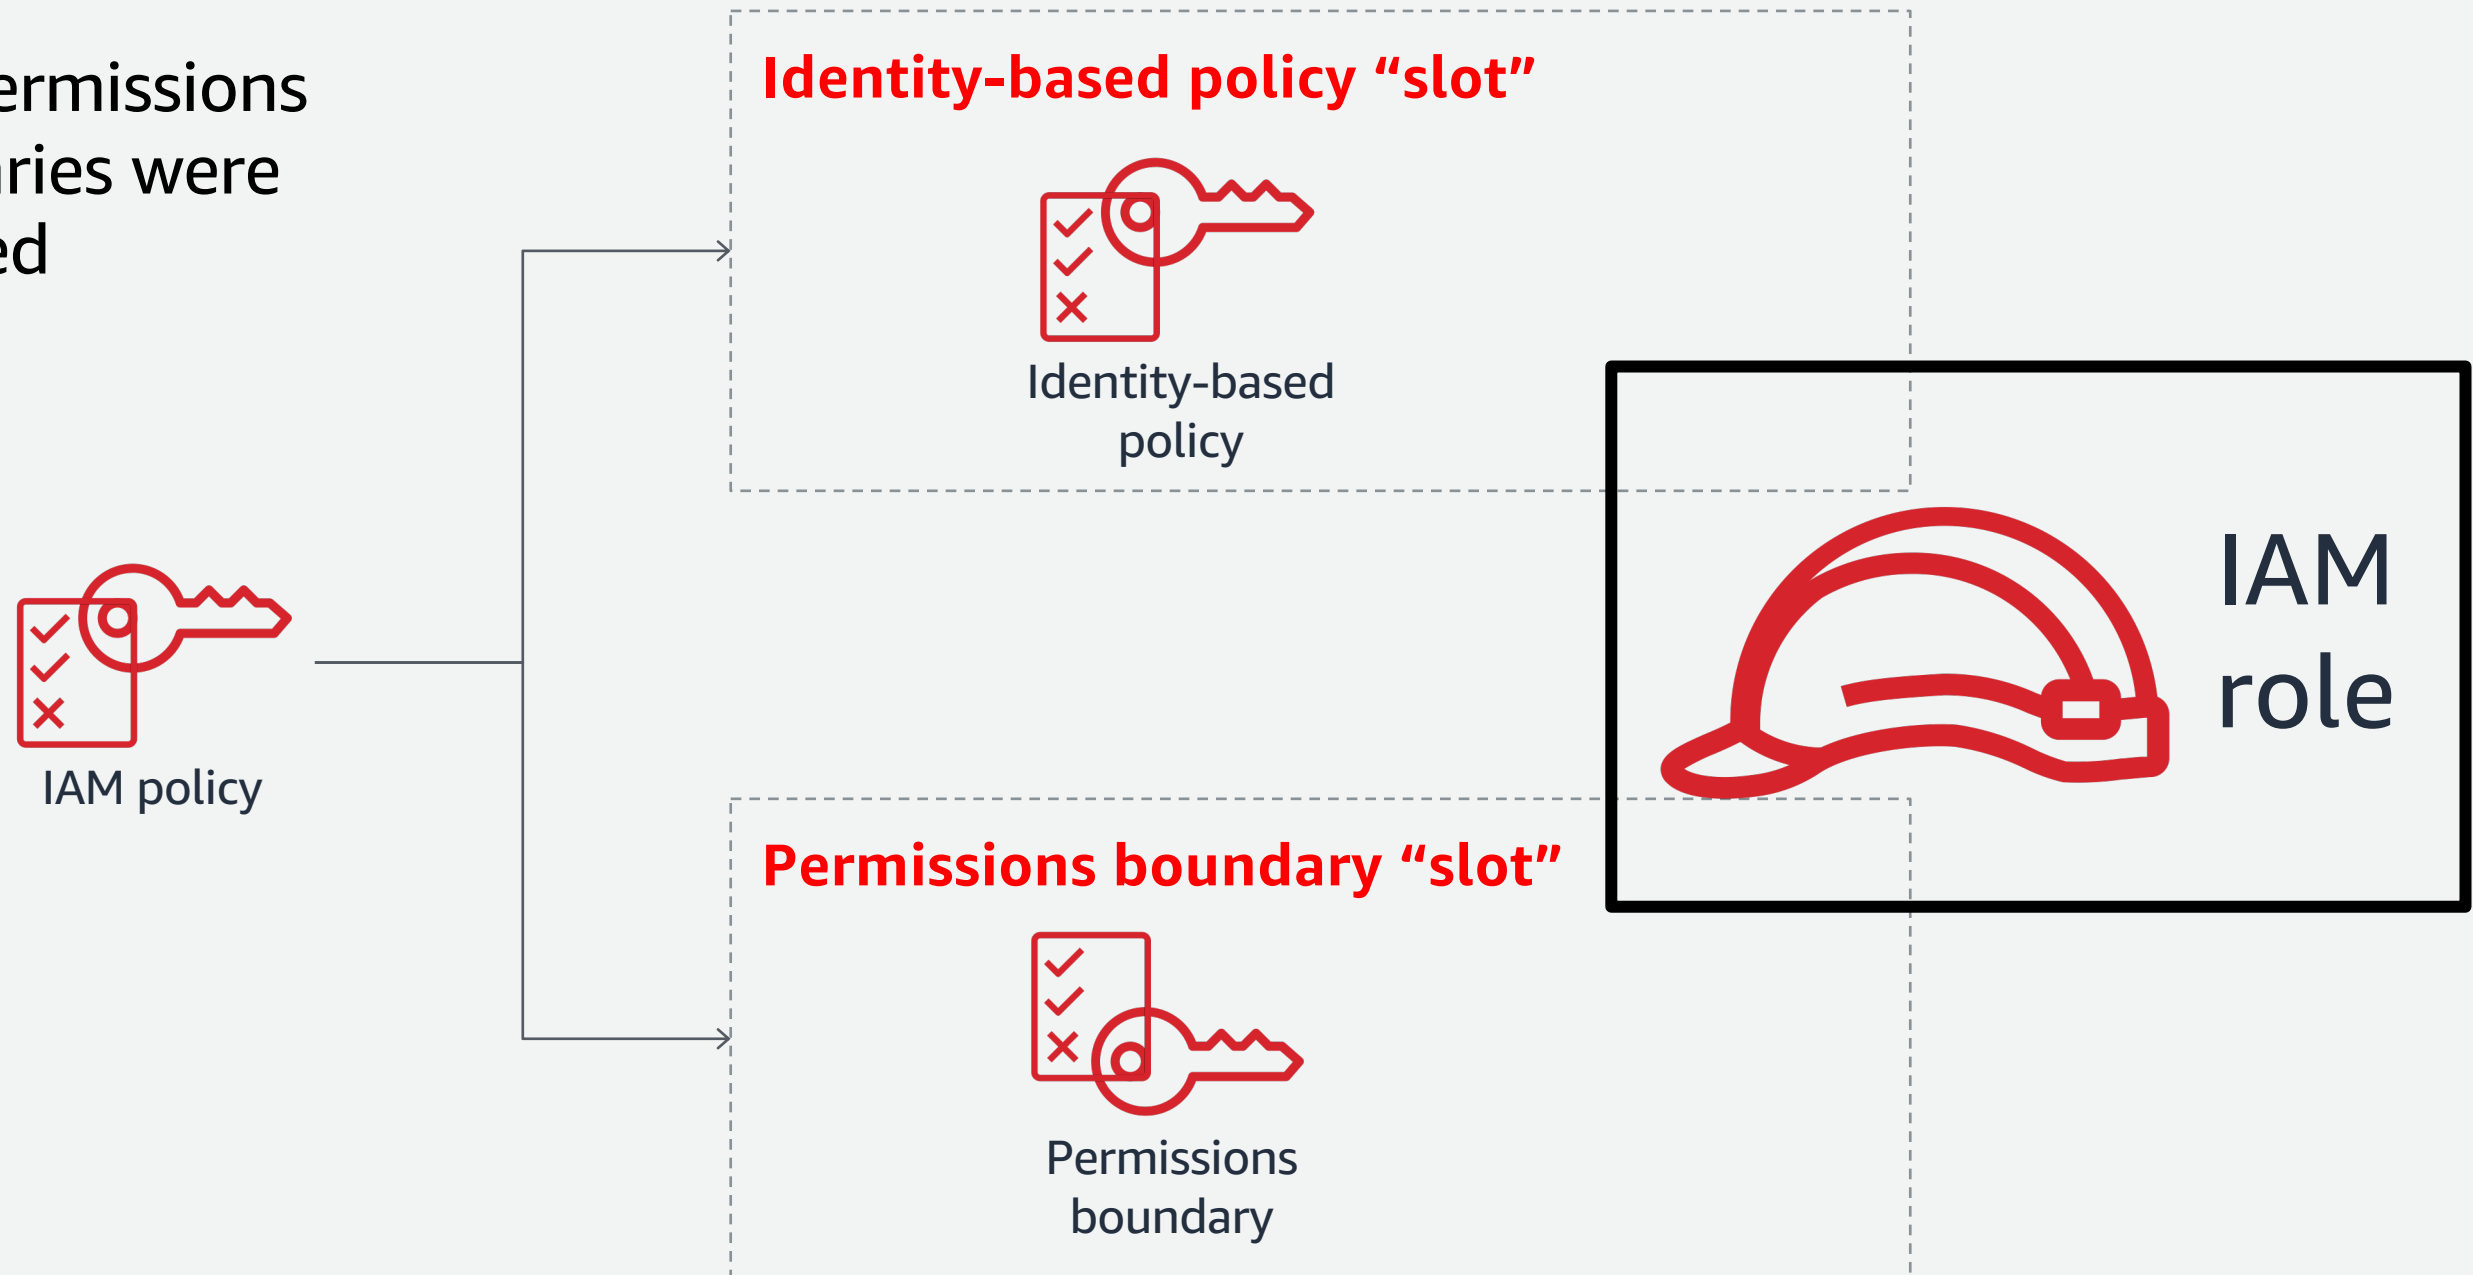 ermissions
ries were
ed
Identity-based policy “slot”
Identity-based
policy
IAM policy
IAM
role
Permissions boundary “slot”
Permissions
boundary